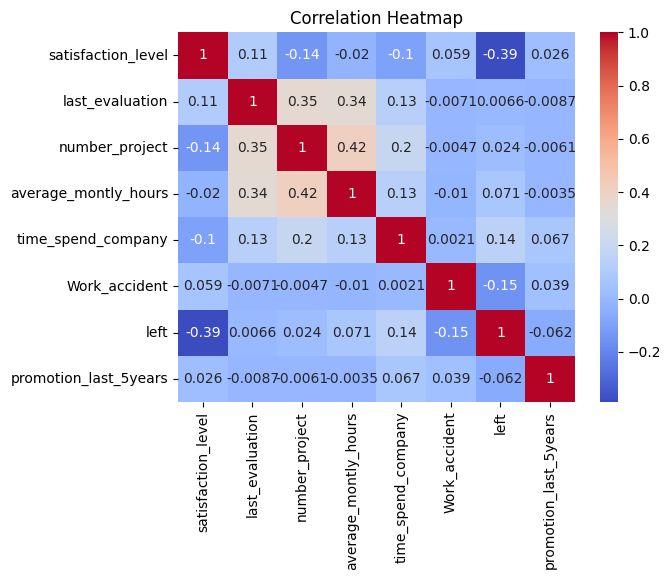 Correlation Heatmap
satisfaction_level 1 0.11 -0.14 -0.02 -0.1 0.059 -0.39 0.026
last_evaluation 0.11 1 0.35 0.34 0.13 -0.0071 0.0066 -0.0087
number_project -0.14 0.35 1 0.42 0.2 -0.0047 0.024 -0.0061
average_montly_hours -0.02 0.34 0.42 1 0.13 -0.01 0.071 -0.0035
time_spend_company -0.1 0.13 0.2 0.13 1 0.0021 0.14 0.067
Work_accident 0.059 -0.0071 -0.0047 -0.01 0.0021 1 -0.15 0.039
left -0.39 0.0066 0.024 0.071 0.14 -0.15 1 -0.062
promotion_last_5years 0.026 -0.0087 -0.0061 -0.0035 0.067 0.039 -0.062 1
satisfaction_level
last_evaluation
number_project
average_montly_hours
time_spend_company
Work_accident
left
promotion_last_5years
1.0
0.8
0.6
0.4
0.2
0.0
−0.2